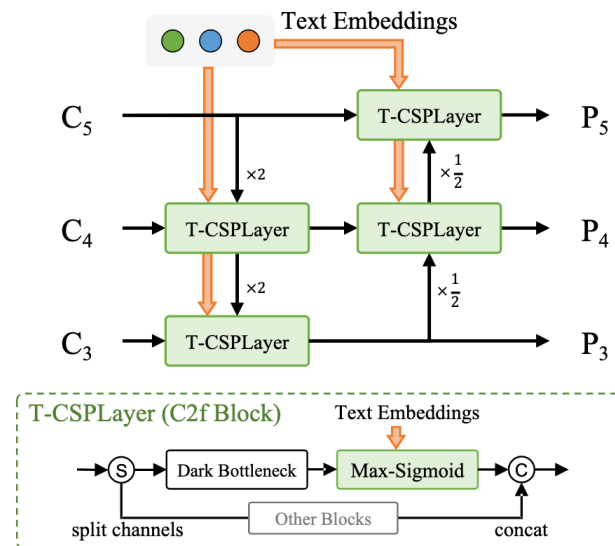 Text Embeddings
C₅ T-CSPLayer P₅
×2 ×1/2
C₄ T-CSPLayer T-CSPLayer P₄
×2 ×1/2
C₃ T-CSPLayer P₃
T-CSPLayer (C2f Block)
Text Embeddings
S Dark Bottleneck Max-Sigmoid C
Other Blocks
split channels concat